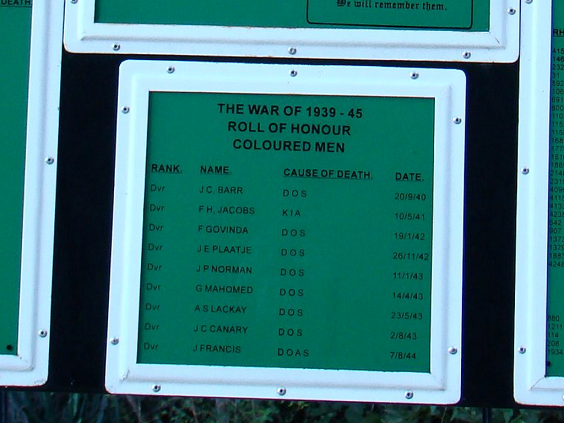 DEATH
We will remember them.
THE WAR OF 1939 - 45
ROLL OF HONOUR
COLOURED MEN
RANK. NAME. CAUSE OF DEATH. DATE.
Dvr J C. BARR D O S 20/9/40
Dvr F H. JACOBS K I A 10/5/41
Dvr F GOVINDA D O S 19/1/42
Dvr J E PLAATJE D O S 26/11/42
Dvr J P NORMAN D O S 11/1/43
Dvr G MAHOMED D O S 14/4/43
Dvr A S LACKAY D O S 23/5/43
Dvr J C CANARY D O S 2/8/43
Dvr J FRANCIS DOAS 7/8/44